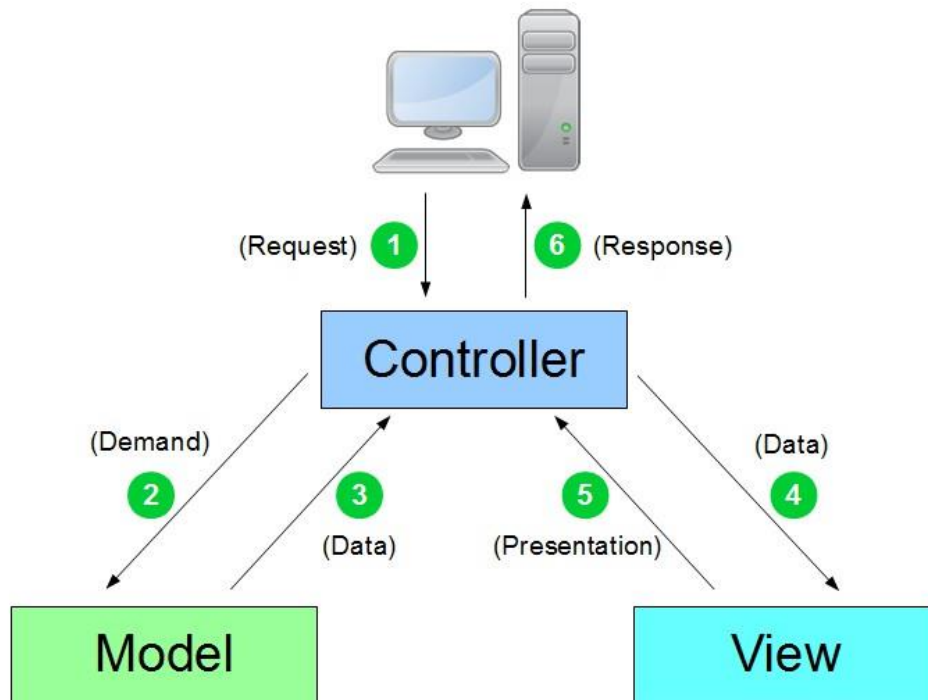 (Request) 1 6 (Response)
Controller
(Demand) (Data)
2 3 5 4
(Data) (Presentation)
Model View